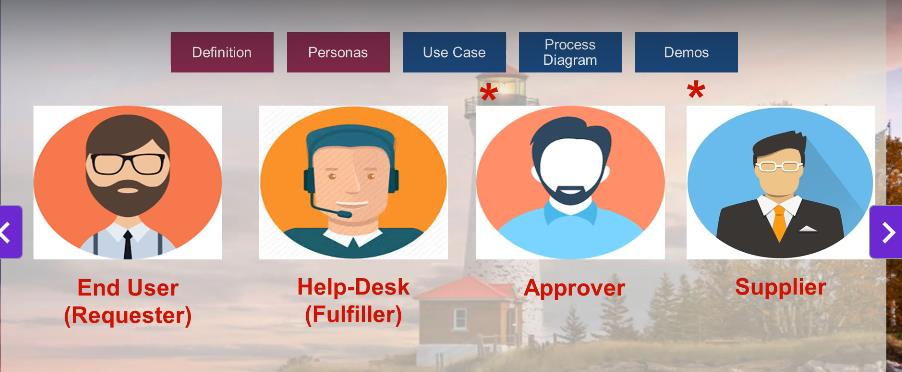 Definition
Personas
Use Case
Process
Diagram
Demos
*
*
End User
(Requester)
Help-Desk
(Fulfiller)
Approver
Supplier